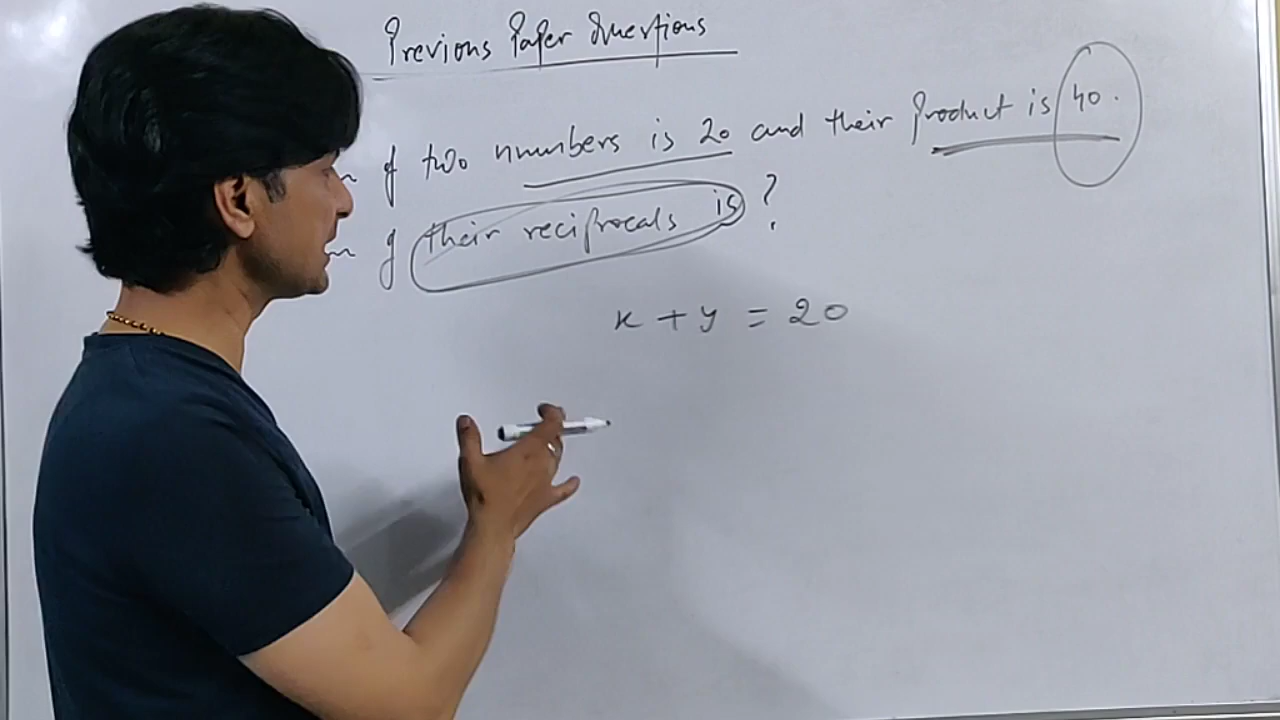 Previous Paper Questions
m of two numbers is 20 and their Product is 40.
m of their reciprocals is ?
x + y = 20